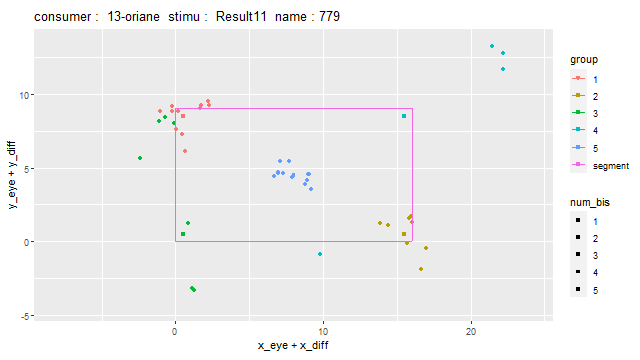 consumer :  13-oriane  stimu :  Result11  name : 779
y_eye + y_diff
10
5
0
-5
0
10
20
x_eye + x_diff
group
1
2
3
4
5
segment
num_bis
1
2
3
4
5